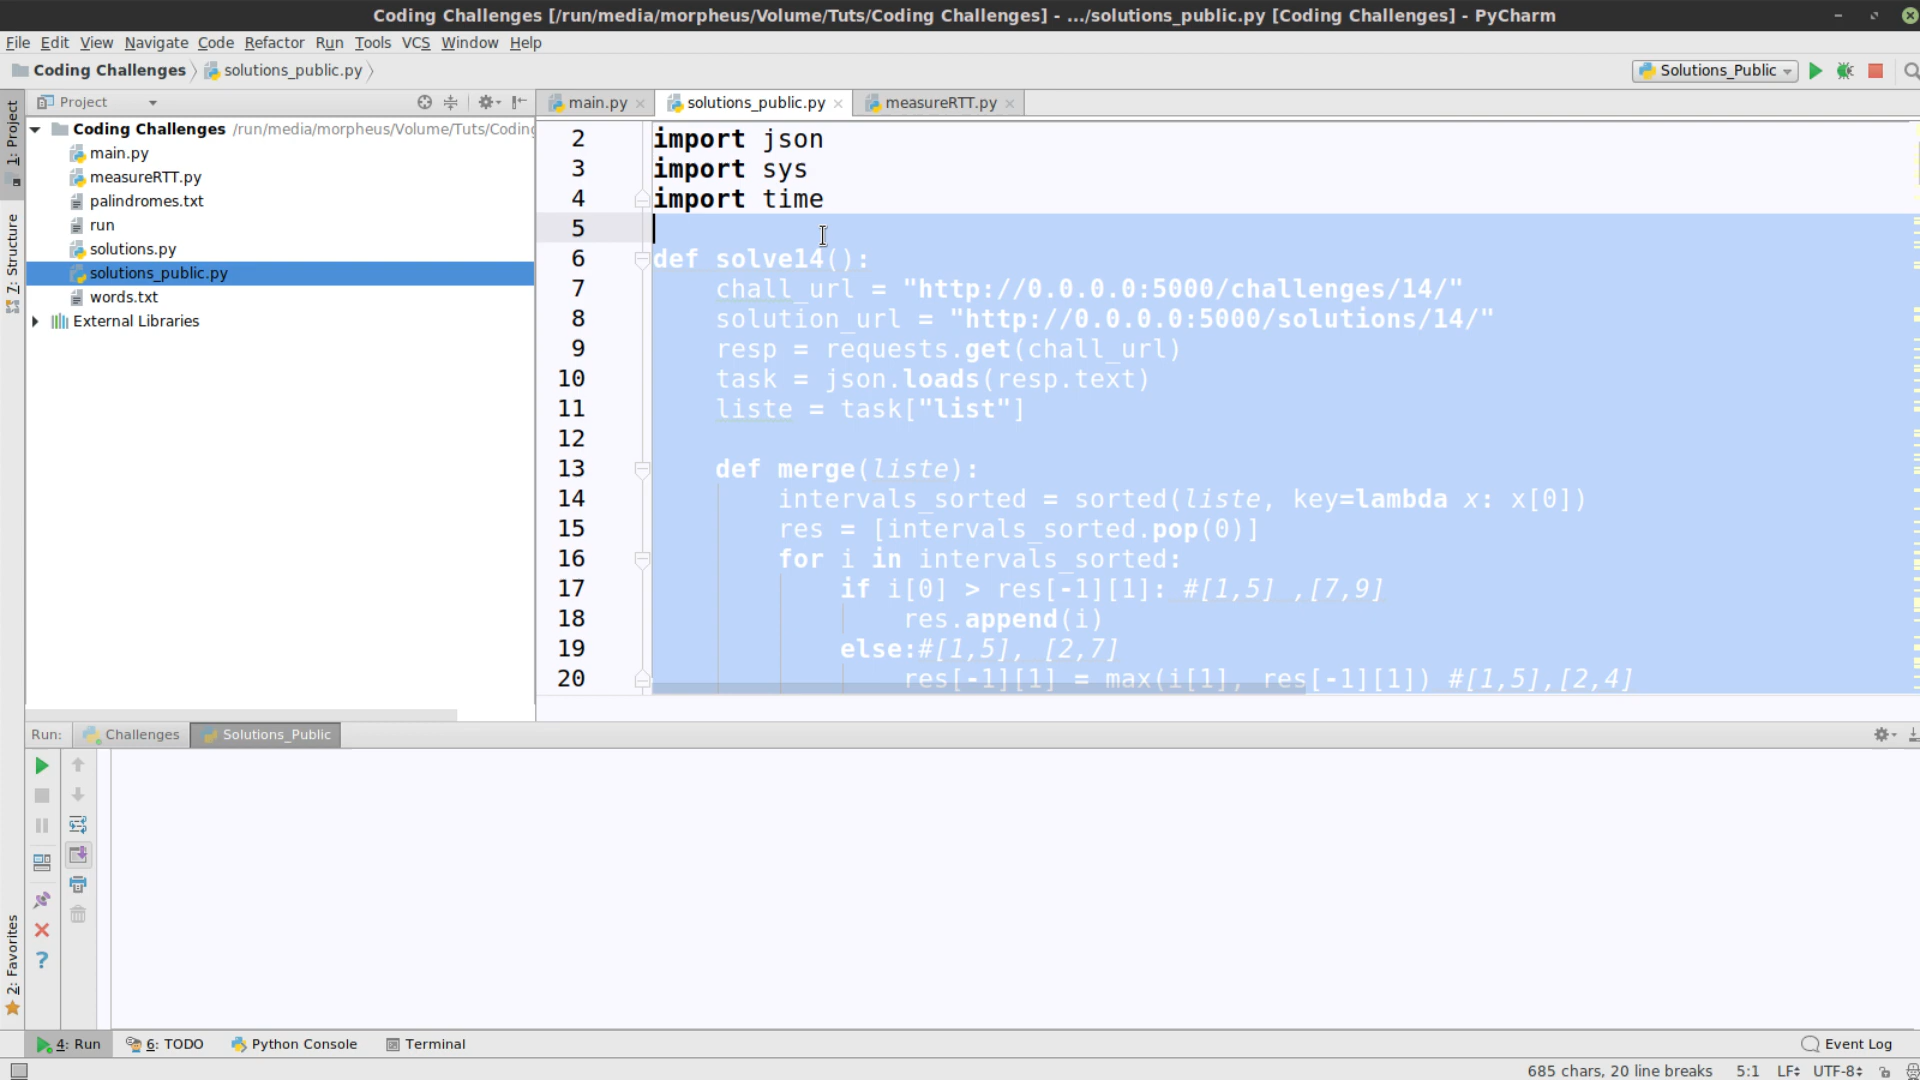 Coding Challenges [/run/media/morpheus/Volume/Tuts/Coding Challenges] - .../solutions_public.py [Coding Challenges] - PyCharm
File Edit View Navigate Code Refactor Run Tools VCS Window Help
Coding Challenges solutions_public.py Solutions_Public
Project main.py solutions_public.py measureRTT.py
1: Project
7: Structure
2: Favorites
Coding Challenges /run/media/morpheus/Volume/Tuts/Coding
main.py
measureRTT.py
palindromes.txt
run
solutions.py
solutions_public.py
words.txt
External Libraries
2 import json
3 import sys
4 import time
5
6 def solve14():
7 chall_url = "http://0.0.0.0:5000/challenges/14/"
8 solution_url = "http://0.0.0.0:5000/solutions/14/"
9 resp = requests.get(chall_url)
10 task = json.loads(resp.text)
11 liste = task["list"]
12
13 def merge(liste):
14 intervals_sorted = sorted(liste, key=lambda x: x[0])
15 res = [intervals_sorted.pop(0)]
16 for i in intervals_sorted:
17 if i[0] > res[-1][1]: #[1,5] ,[7,9]
18 res.append(i)
19 else:#[1,5], [2,7]
20 res[-1][1] = max(i[1], res[-1][1]) #[1,5],[2,4]
Run: Challenges Solutions_Public
4: Run 6: TODO Python Console Terminal Event Log
685 chars, 20 line breaks 5:1 LF UTF-8